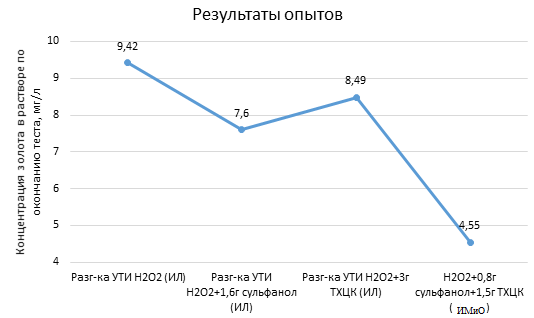 Результаты опытов
Концентрация золота в растворе по
окончанию теста, мг/л
10
9
8
7
6
5
4
9,42
7,6
8,49
4,55
Разг-ка УТИ H2O2 (ИЛ)
Разг-ка УТИ
H2O2+1,6г сульфанол
(ИЛ)
Разг-ка УТИ H2O2+3г
ТХЦК (ИЛ)
H2O2+0,8г
сульфанол+1,5г ТХЦК
( ИМиО)